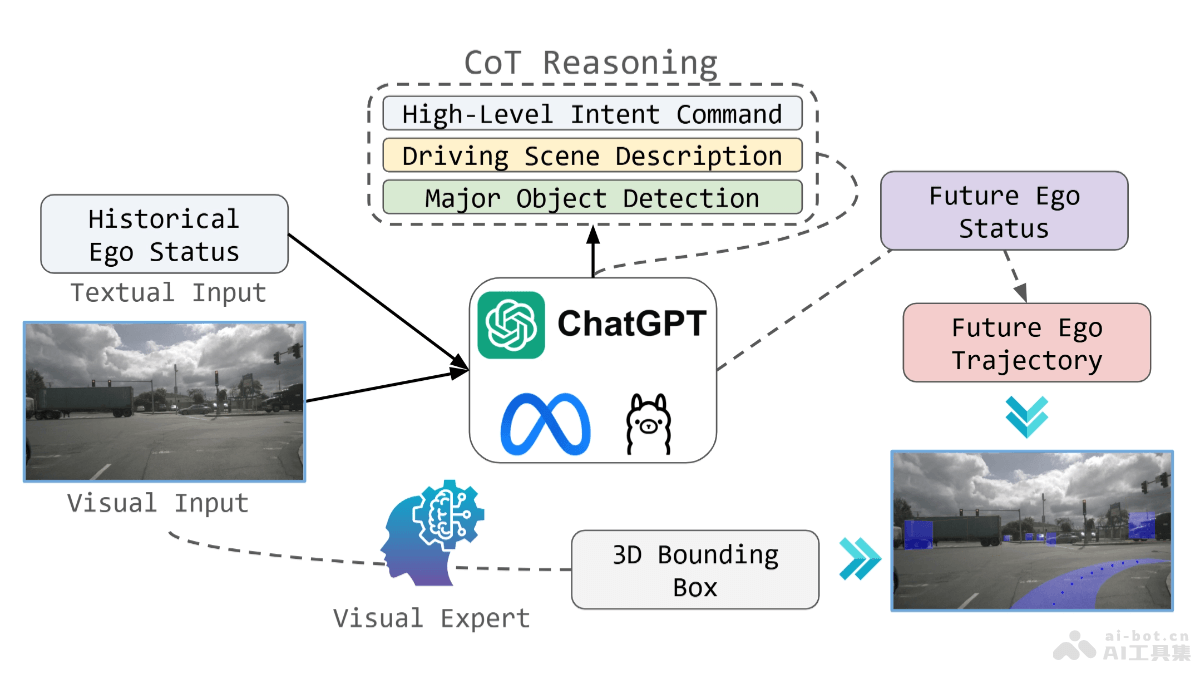 CoT Reasoning
High-Level Intent Command
Driving Scene Description
Major Object Detection
Historical
Ego Status
Textual Input
Visual Input
ChatGPT
Future Ego
Status
Future Ego
Trajectory
Visual Expert
3D Bounding
Box
ai-bot.cn
AI工具集